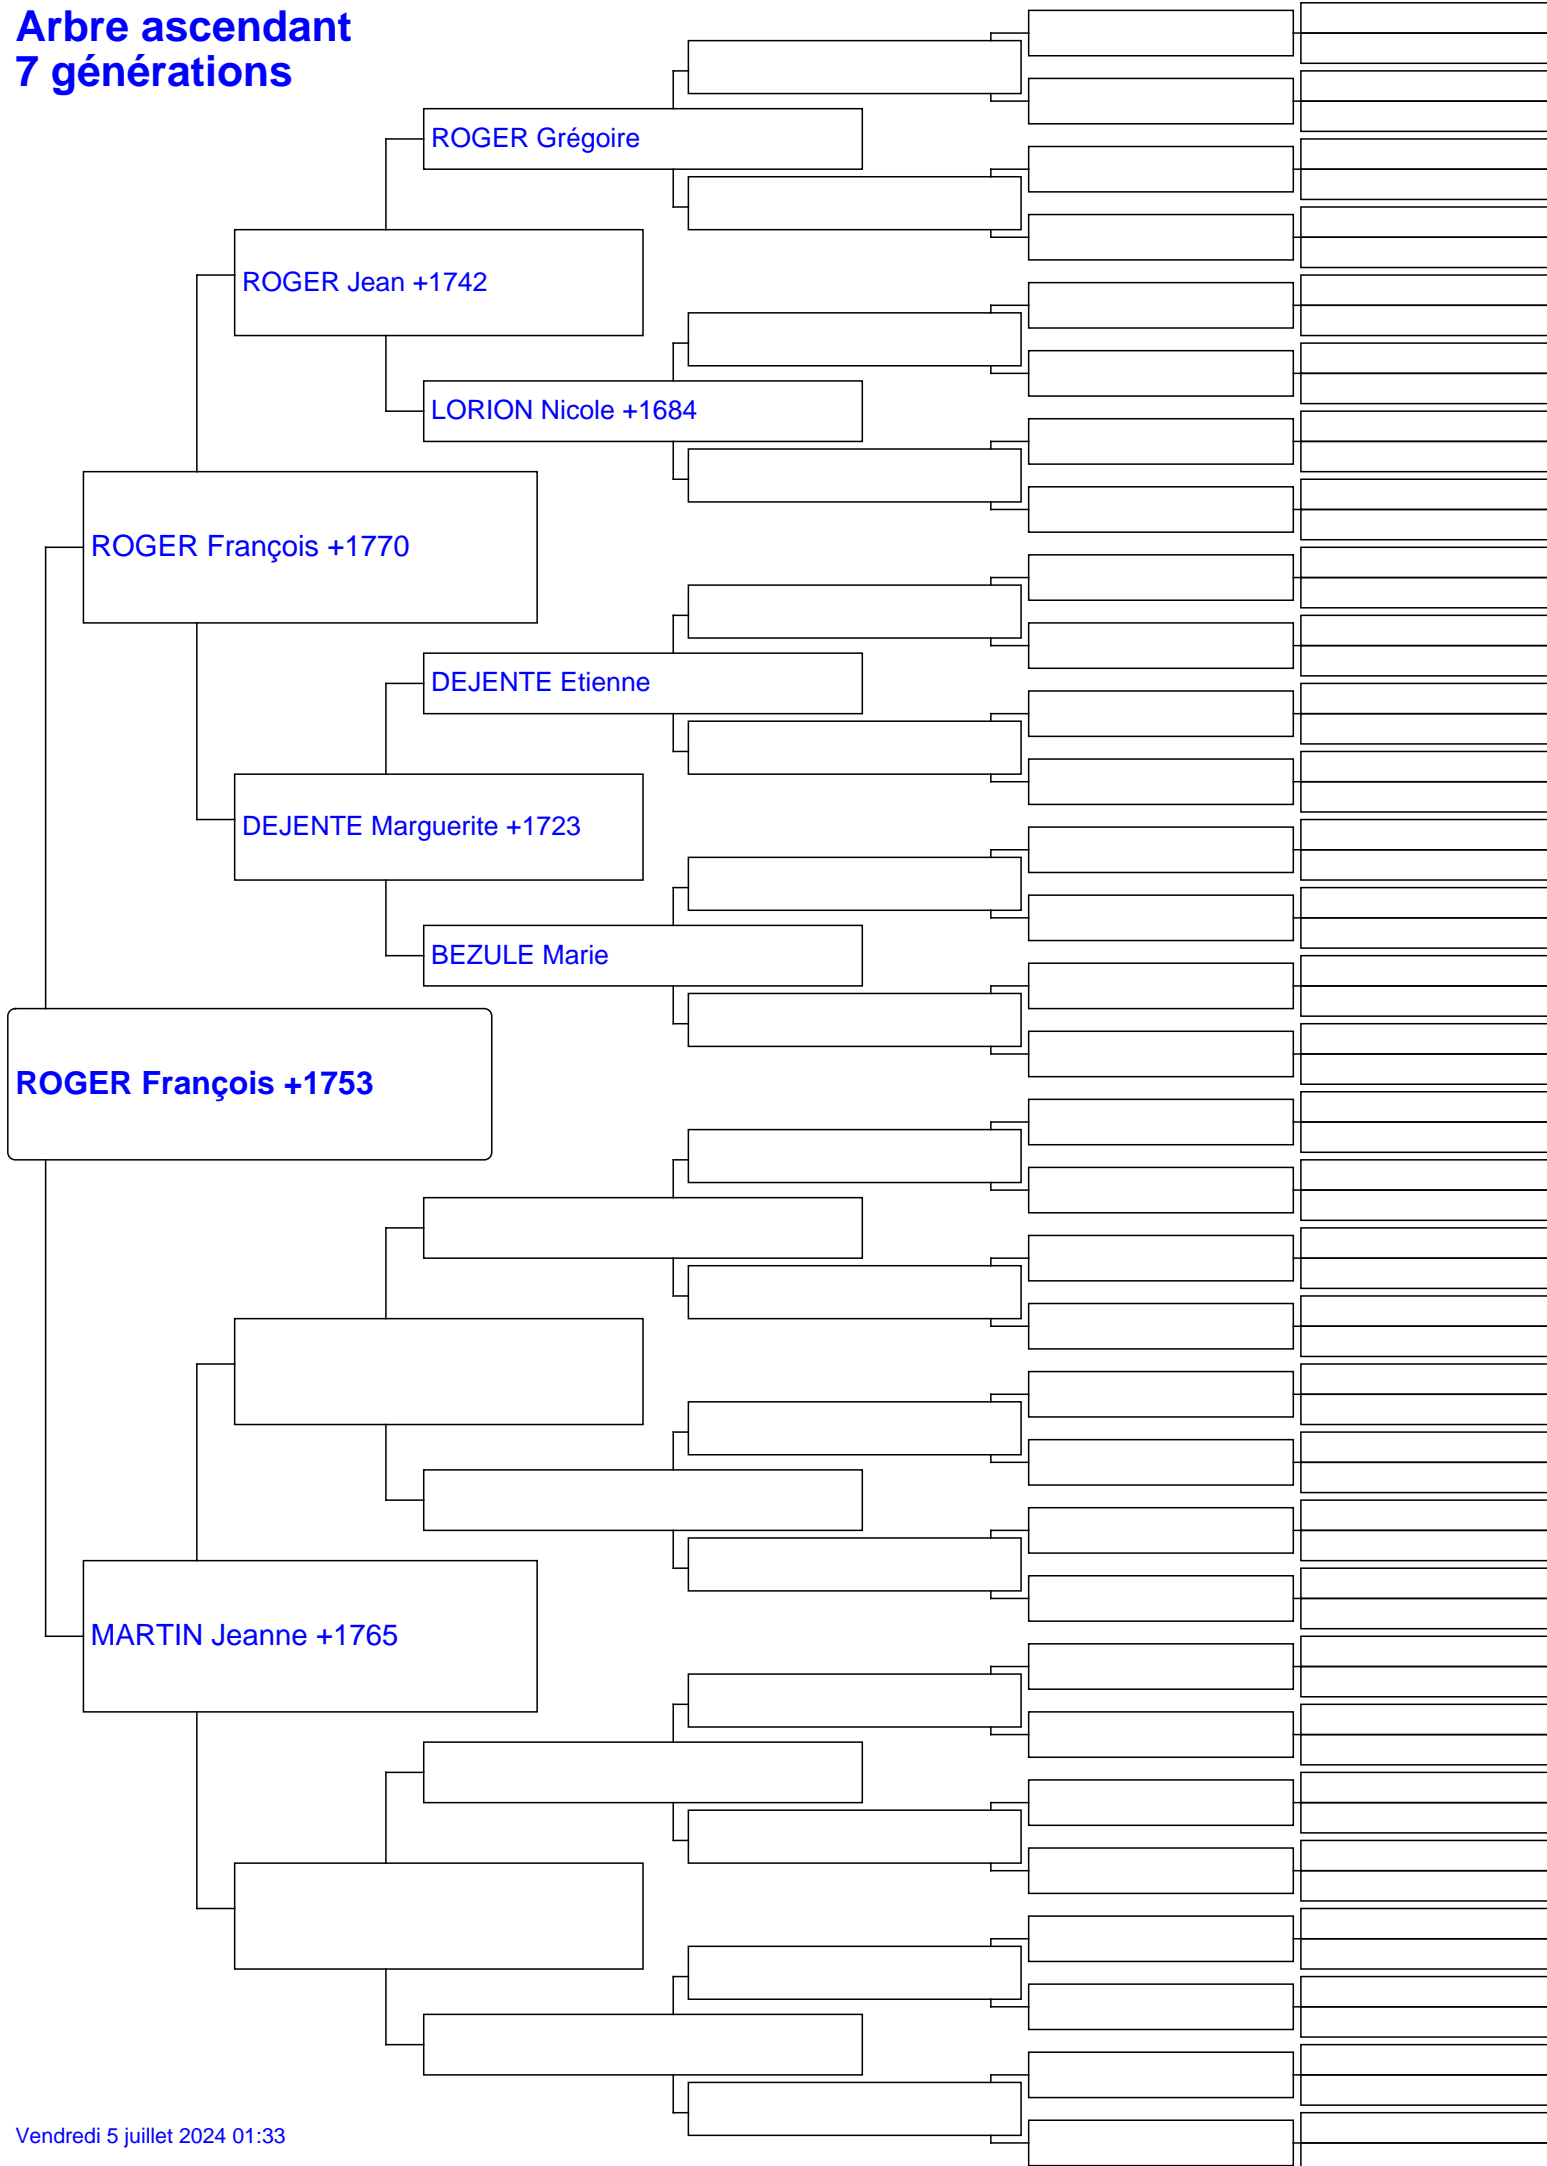 Arbre ascendant
7 générations
ROGER Grégoire
ROGER Jean +1742
LORION Nicole +1684
ROGER François +1770
DEJENTE Etienne
DEJENTE Marguerite +1723
BEZULE Marie
ROGER François +1753
MARTIN Jeanne +1765
Vendredi 5 juillet 2024 01:33